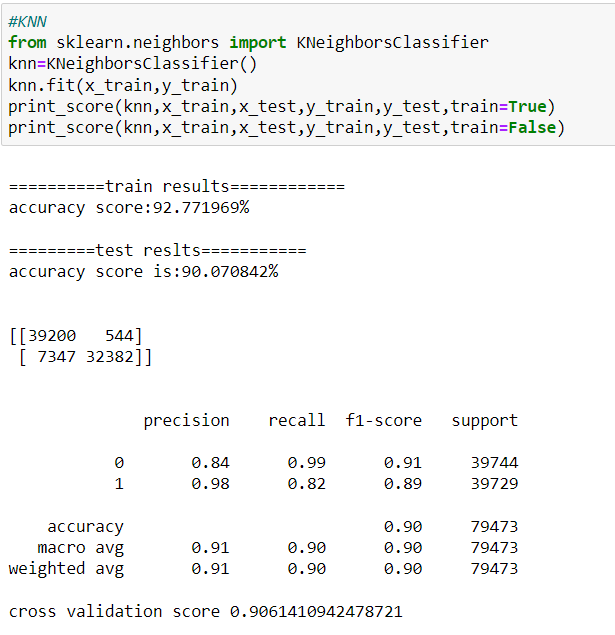 #KNN
from sklearn.neighbors import KNeighborsClassifier
knn=KNeighborsClassifier()
knn.fit(x_train,y_train)
print_score(knn,x_train,x_test,y_train,y_test,train=True)
print_score(knn,x_train,x_test,y_train,y_test,train=False)
==========train results============
accuracy score:92.771969%
=========test reslts===========
accuracy score is:90.070842%
[[39200   544]
 [ 7347 32382]]
              precision    recall  f1-score   support
           0       0.84      0.99      0.91     39744
           1       0.98      0.82      0.89     39729
    accuracy                           0.90     79473
   macro avg       0.91      0.90      0.90     79473
weighted avg       0.91      0.90      0.90     79473
cross validation score 0.9061410942478721